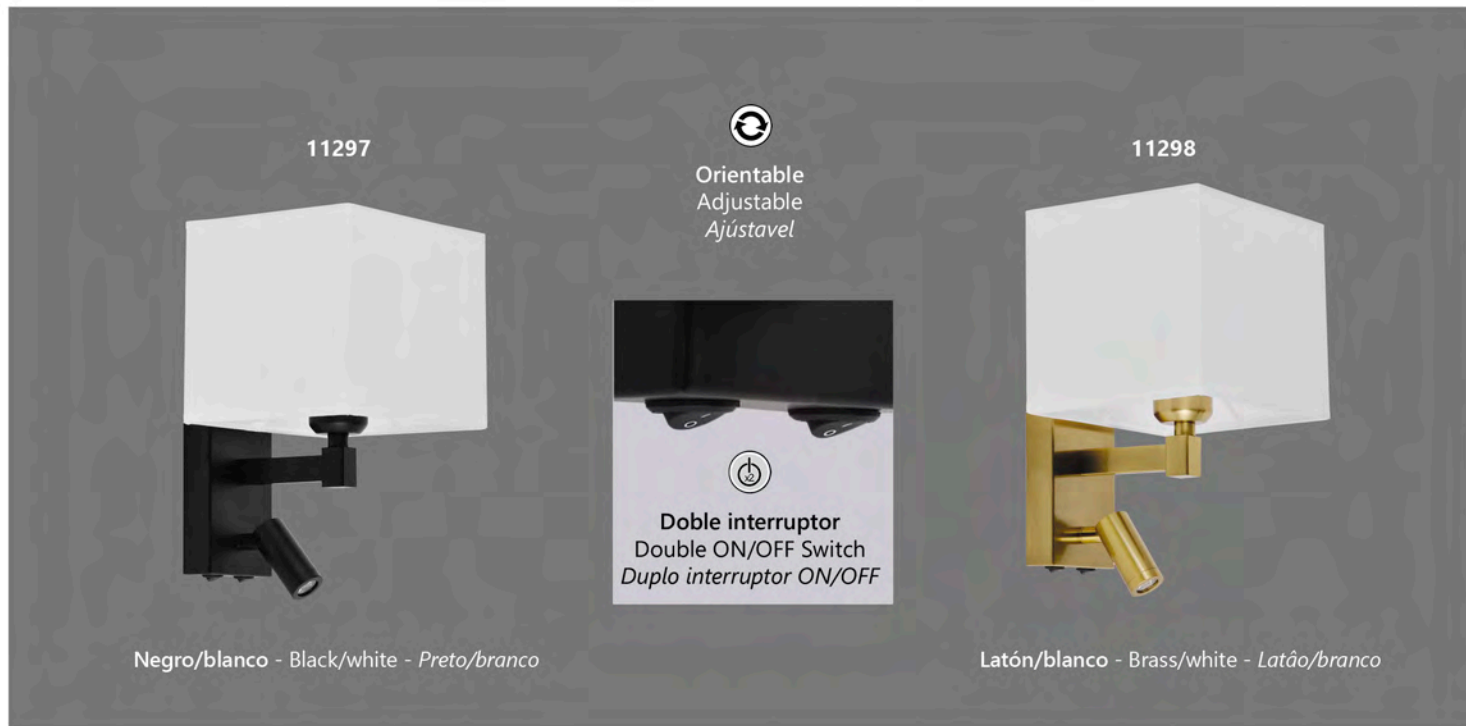 11297
Orientable
Adjustable
Ajústavel
11298
x2
Doble interruptor
Double ON/OFF Switch
Duplo interruptor ON/OFF
Negro/blanco - Black/white - Preto/branco
Latón/blanco - Brass/white - Latâo/branco